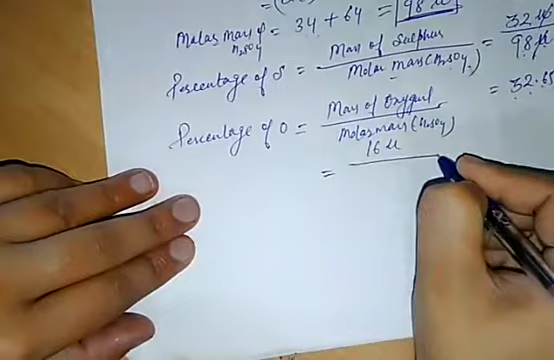 Molar mass of H₂SO₄ = 34 + 64 = 98 u
Percentage of S = Mass of Sulphur / Molar mass (H₂SO₄) = 32 / 98
= 32.65
Percentage of O = Mass of Oxygen / Molar mass (H₂SO₄)
= 16 u